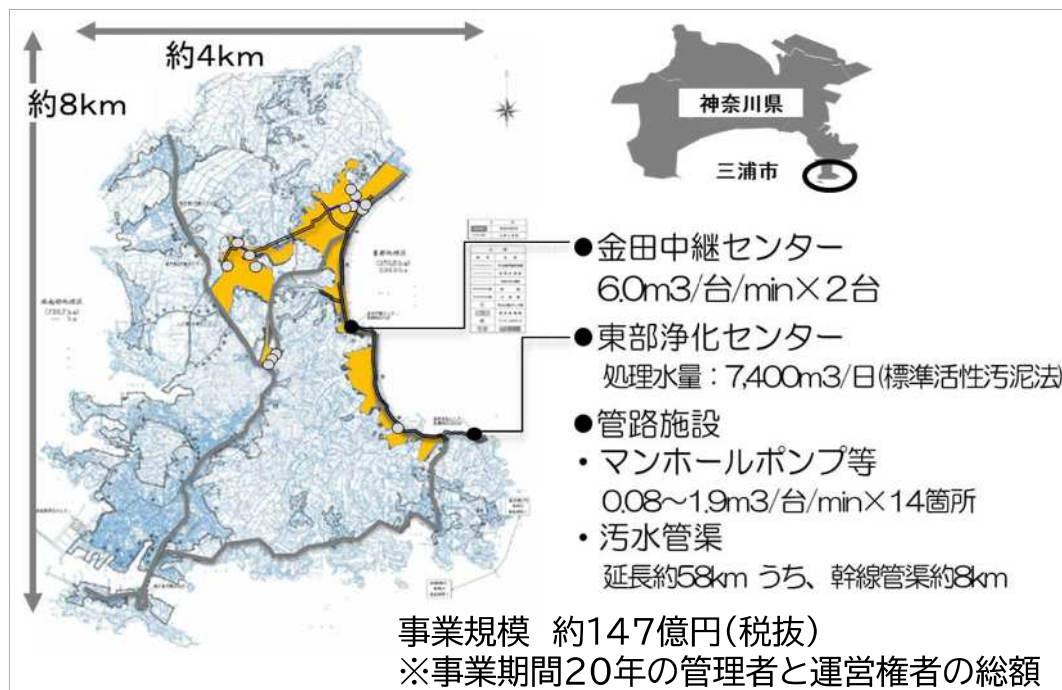 約4km
約8km
神奈川県
三浦市
●金田中継センター
6.0m3/台/min×2台
●東部浄化センター
処理水量：7,400m3/日(標準活性汚泥法)
●管路施設
・マンホールポンプ等
0.08～1.9m3/台/min×14箇所
・汚水管渠
延長約58km うち、幹線管渠約8km
事業規模 約147億円(税抜)
※事業期間20年の管理者と運営権者の総額